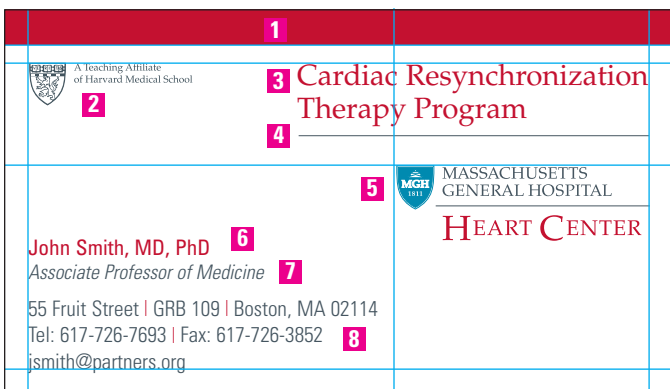 1
A Teaching Affiliate
of Harvard Medical School
2
3
Cardiac Resynchronization
Therapy Program
4
5
MGH
1811
MASSACHUSETTS
GENERAL HOSPITAL
HEART CENTER
John Smith, MD, PhD
6
Associate Professor of Medicine
7
55 Fruit Street | GRB 109 | Boston, MA 02114
Tel: 617-726-7693 | Fax: 617-726-3852
8
jsmith@partners.org